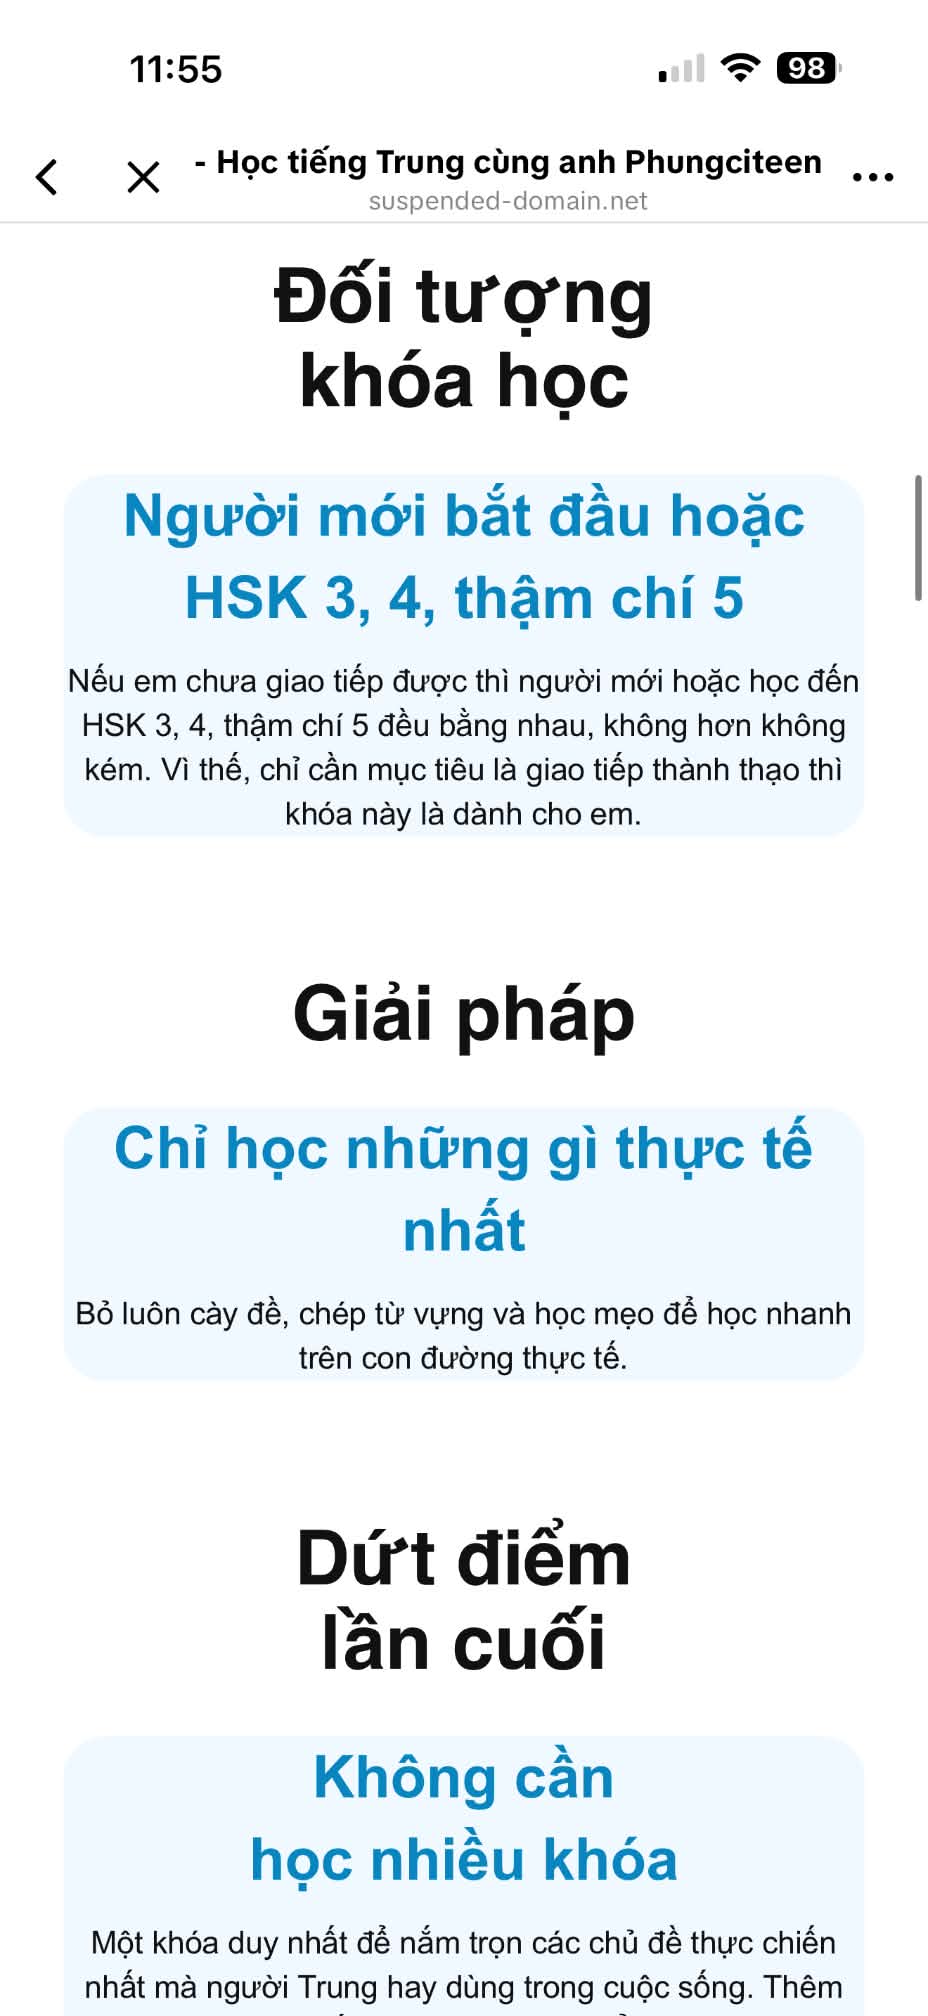 11:55
98
- Học tiếng Trung cùng anh Phungciteen
suspended-domain.net
Đối tượng
khóa học
Người mới bắt đầu hoặc
HSK 3, 4, thậm chí 5
Nếu em chưa giao tiếp được thì người mới hoặc học đến
HSK 3, 4, thậm chí 5 đều bằng nhau, không hơn không
kém. Vì thế, chỉ cần mục tiêu là giao tiếp thành thạo thì
khóa này là dành cho em.
Giải pháp
Chỉ học những gì thực tế
nhất
Bỏ luôn cày đề, chép từ vựng và học mẹo để học nhanh
trên con đường thực tế.
Dứt điểm
lần cuối
Không cần
học nhiều khóa
Một khóa duy nhất để nắm trọn các chủ đề thực chiến
nhất mà người Trung hay dùng trong cuộc sống. Thêm